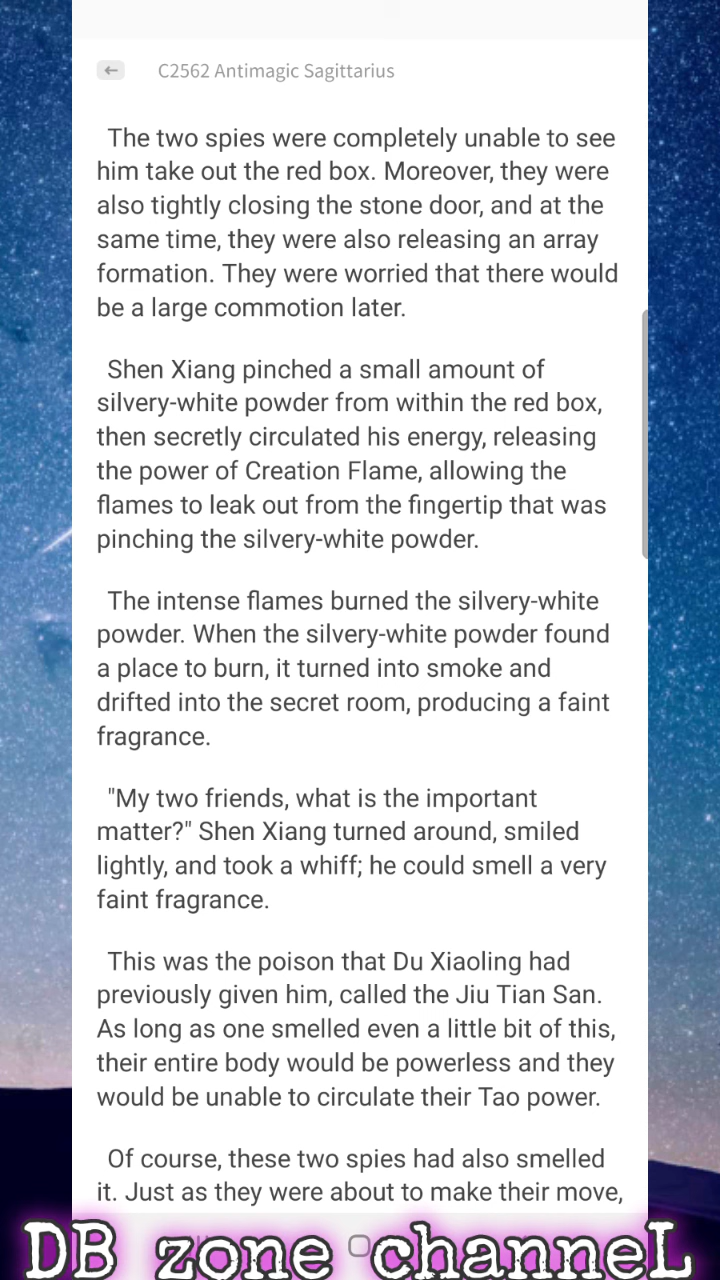 C2562 Antimagic Sagittarius
The two spies were completely unable to see
him take out the red box. Moreover, they were
also tightly closing the stone door, and at the
same time, they were also releasing an array
formation. They were worried that there would
be a large commotion later.
Shen Xiang pinched a small amount of
silvery-white powder from within the red box,
then secretly circulated his energy, releasing
the power of Creation Flame, allowing the
flames to leak out from the fingertip that was
pinching the silvery-white powder.
The intense flames burned the silvery-white
powder. When the silvery-white powder found
a place to burn, it turned into smoke and
drifted into the secret room, producing a faint
fragrance.
"My two friends, what is the important
matter?" Shen Xiang turned around, smiled
lightly, and took a whiff; he could smell a very
faint fragrance.
This was the poison that Du Xiaoling had
previously given him, called the Jiu Tian San.
As long as one smelled even a little bit of this,
their entire body would be powerless and they
would be unable to circulate their Tao power.
Of course, these two spies had also smelled
it. Just as they were about to make their move,
DB zone channeL